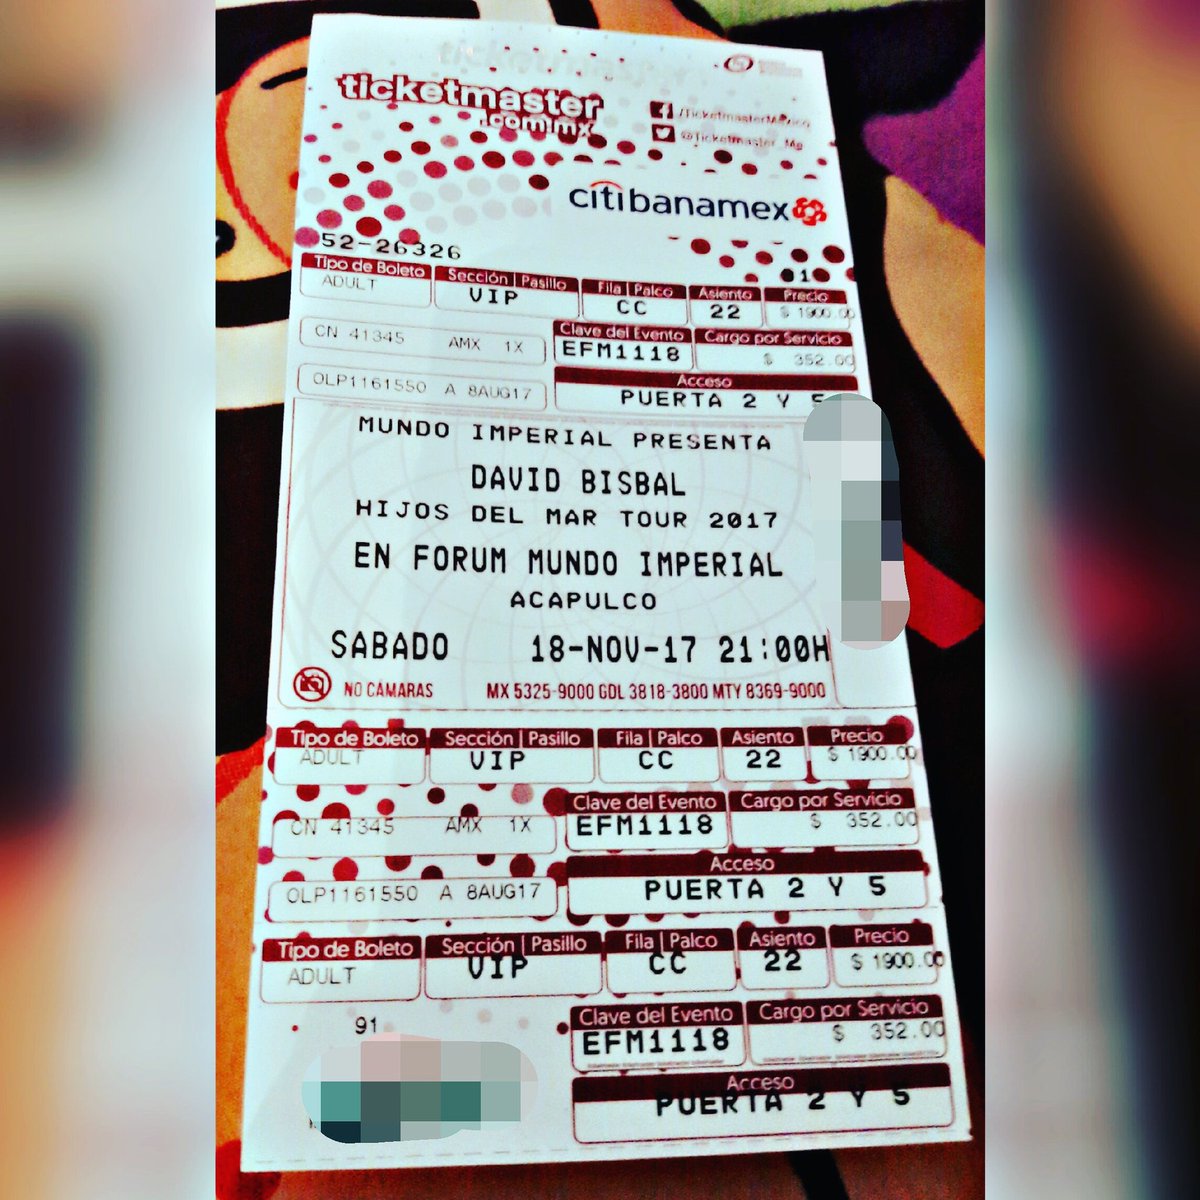 ticketmaster
.com.mx
/TicketmasterMexico
@Ticketmaster_Me
citibanamex
52-26326
1
Tipo de Boleto Sección | Pasillo Fila | Palco Asiento Precio
ADULT VIP CC 22 $ 1900.00
Clave del Evento Cargo por Servicio
CN 41345 AMX 1X EFM1118 $ 352.00
Acceso
OLP1161550 A 8AUG17 PUERTA 2 Y 5
MUNDO IMPERIAL PRESENTA
DAVID BISBAL
HIJOS DEL MAR TOUR 2017
EN FORUM MUNDO IMPERIAL
ACAPULCO
SABADO 18-NOV-17 21:00H
NO CÁMARAS MX 5325-9000 GDL 3818-3800 MTY 8369-9000
Tipo de Boleto Sección | Pasillo Fila | Palco Asiento Precio
ADULT VIP CC 22 $ 1900.00
Clave del Evento Cargo por Servicio
CN 41345 AMX 1X EFM1118 $ 352.00
Acceso
OLP1161550 A 8AUG17 PUERTA 2 Y 5
Tipo de Boleto Sección | Pasillo Fila | Palco Asiento Precio
ADULT VIP CC 22 $ 1900.00
Clave del Evento Cargo por Servicio
91 EFM1118 $ 352.00
Acceso
PUERTA 2 Y 5